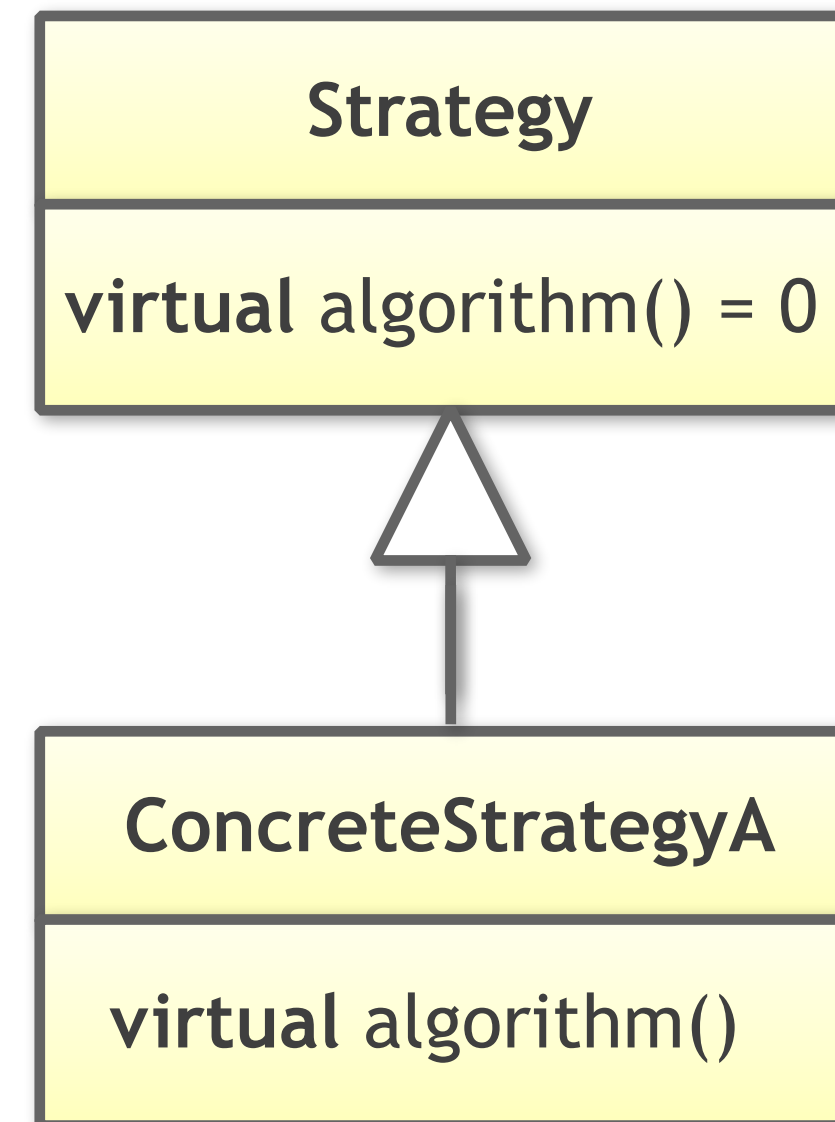 Strategy
virtual algorithm() = 0
ConcreteStrategyA
virtual algorithm()